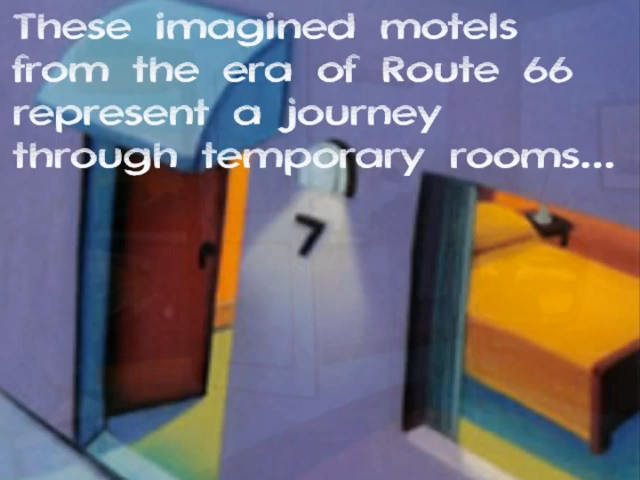 These imagined motels
from the era of Route 66
represent a journey
through temporary rooms...
7